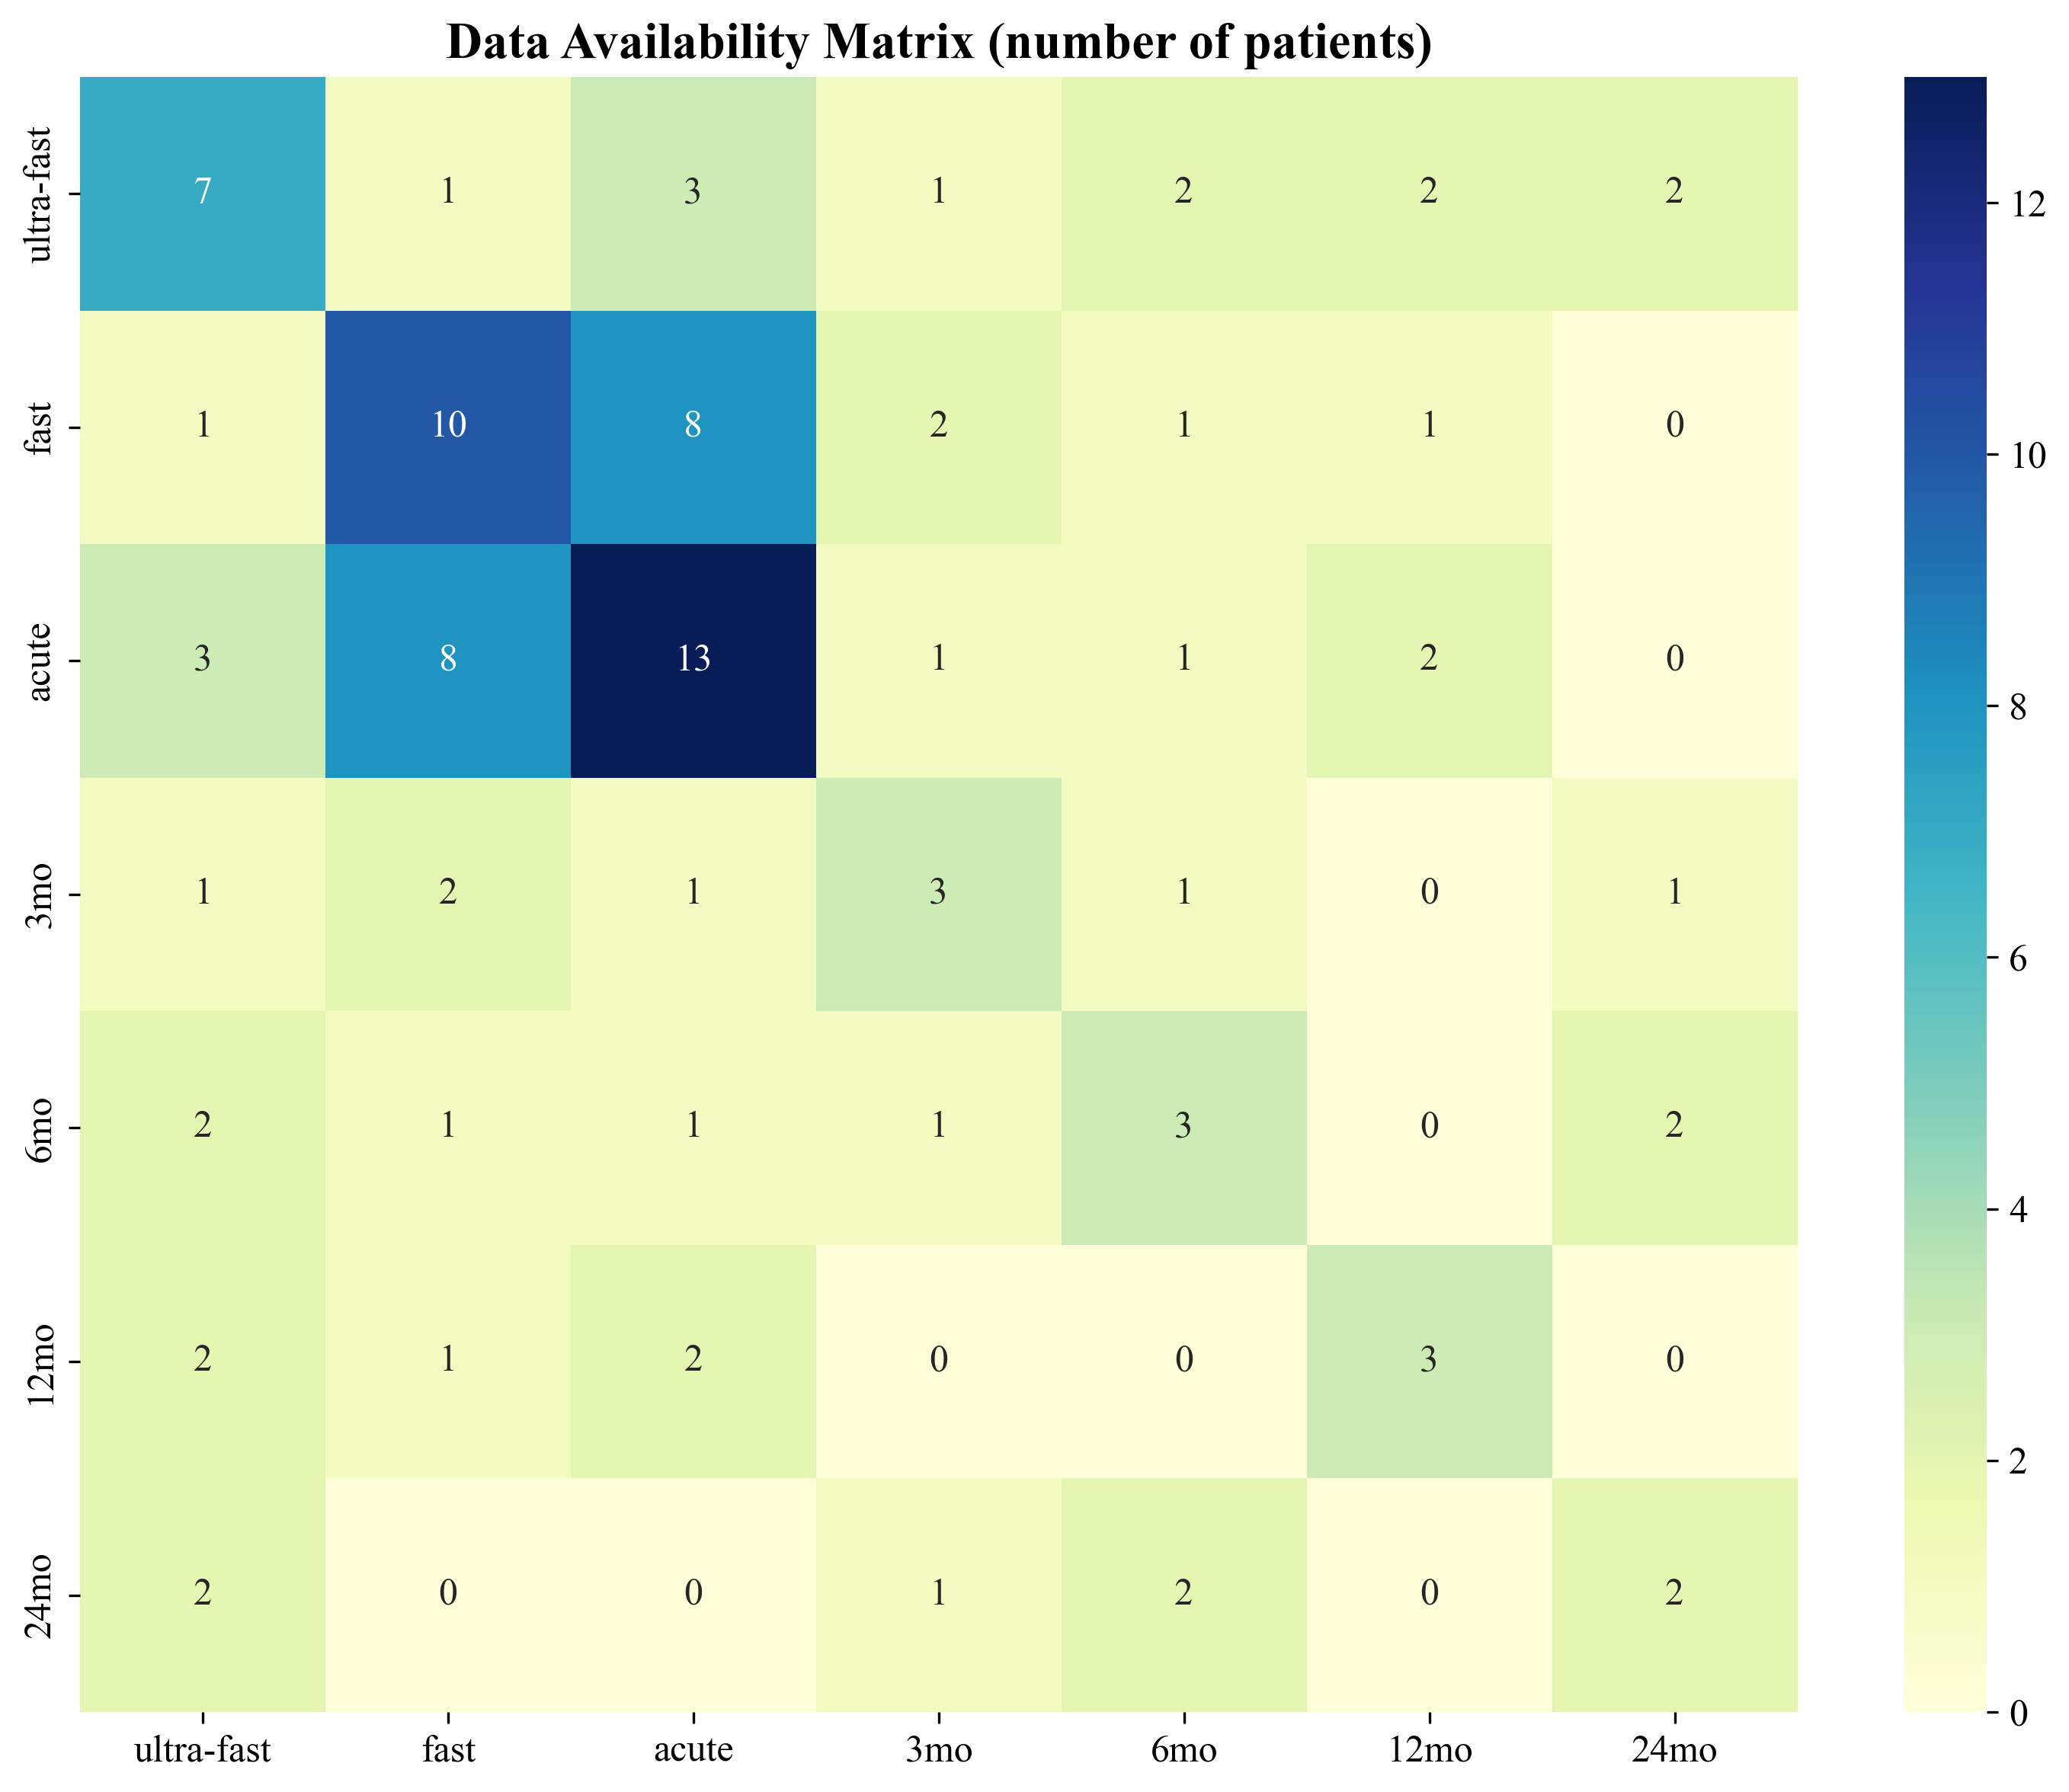 Data Availability Matrix (number of patients)
ultra-fast 7 1 3 1 2 2 2
fast 1 10 8 2 1 1 0
acute 3 8 13 1 1 2 0
3mo 1 2 1 3 1 0 1
6mo 2 1 1 1 3 0 2
12mo 2 1 2 0 0 3 0
24mo 2 0 0 1 2 0 2
ultra-fast fast acute 3mo 6mo 12mo 24mo
12
10
8
6
4
2
0